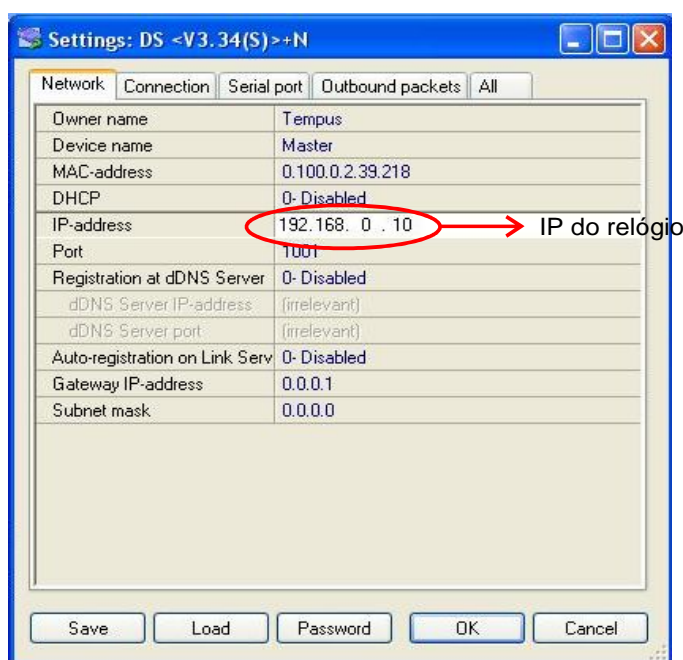 Settings: DS <V3.34(S)>+N
Network Connection Serial port Outbound packets All
Owner name Tempus
Device name Master
MAC-address 0.100.0.2.39.218
DHCP 0- Disabled
IP-address 192.168. 0 . 10 IP do relógio
Port 1001
Registration at dDNS Server 0- Disabled
dDNS Server IP-address (irrelevant)
dDNS Server port (irrelevant)
Auto-registration on Link Serv 0- Disabled
Gateway IP-address 0.0.0.1
Subnet mask 0.0.0.0
Save Load Password OK Cancel